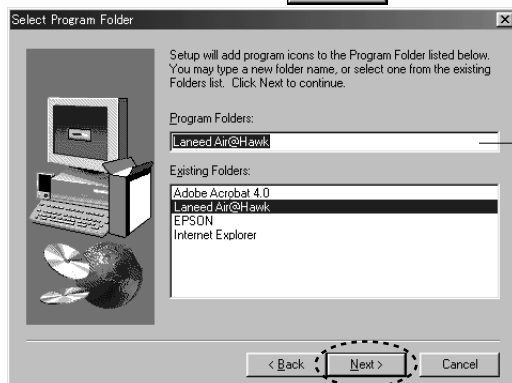 Select Program Folder
Setup will add program icons to the Program Folder listed below.
You may type a new folder name, or select one from the existing
Folders list. Click Next to continue.
Program Folders:
Laneed Air@Hawk
Existing Folders:
Adobe Acrobat 4.0
Laneed Air@Hawk
EPSON
Internet Explorer
< Back
Next >
Cancel